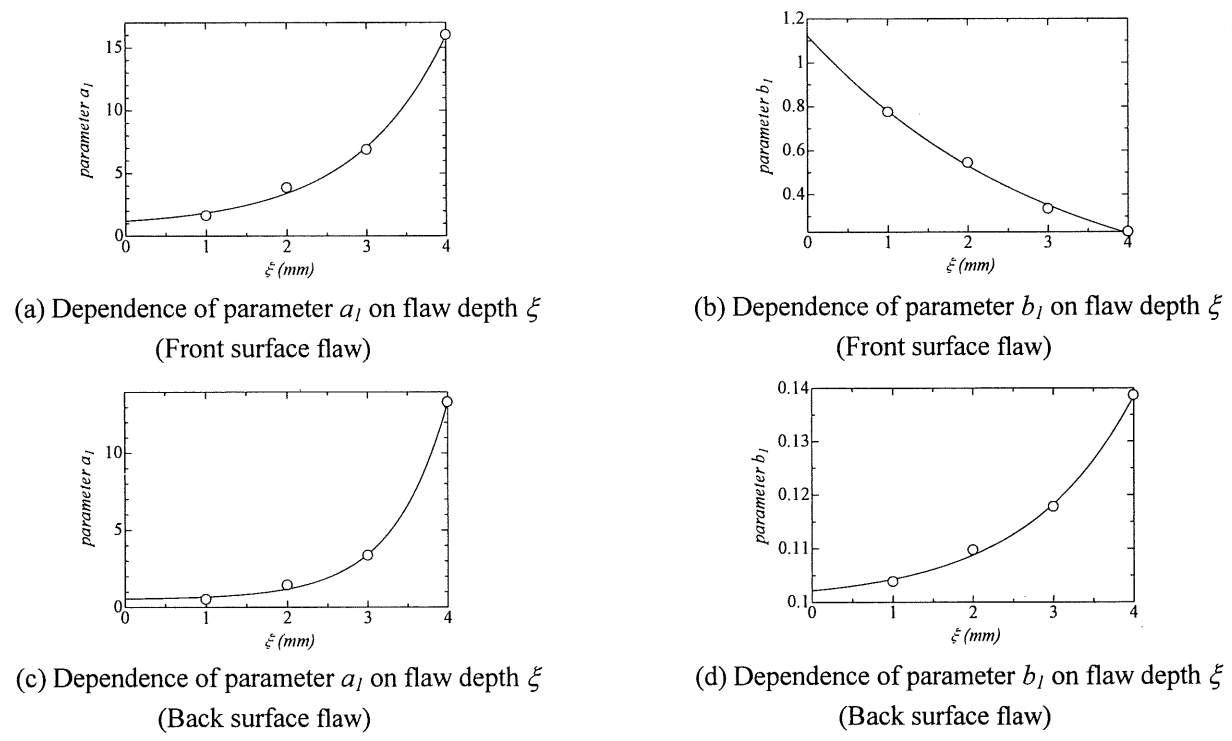 15
10
5
0
parameter a1
0 1 2 3 4
ξ (mm)
(a) Dependence of parameter a1 on flaw depth ξ
(Front surface flaw)
1.2
1
0.8
0.6
0.4
parameter b1
0 1 2 3 4
ξ (mm)
(b) Dependence of parameter b1 on flaw depth ξ
(Front surface flaw)
10
5
0
parameter a1
0 1 2 3 4
ξ (mm)
(c) Dependence of parameter a1 on flaw depth ξ
(Back surface flaw)
0.14
0.13
0.12
0.11
0.1
parameter b1
0 1 2 3 4
ξ (mm)
(d) Dependence of parameter b1 on flaw depth ξ
(Back surface flaw)